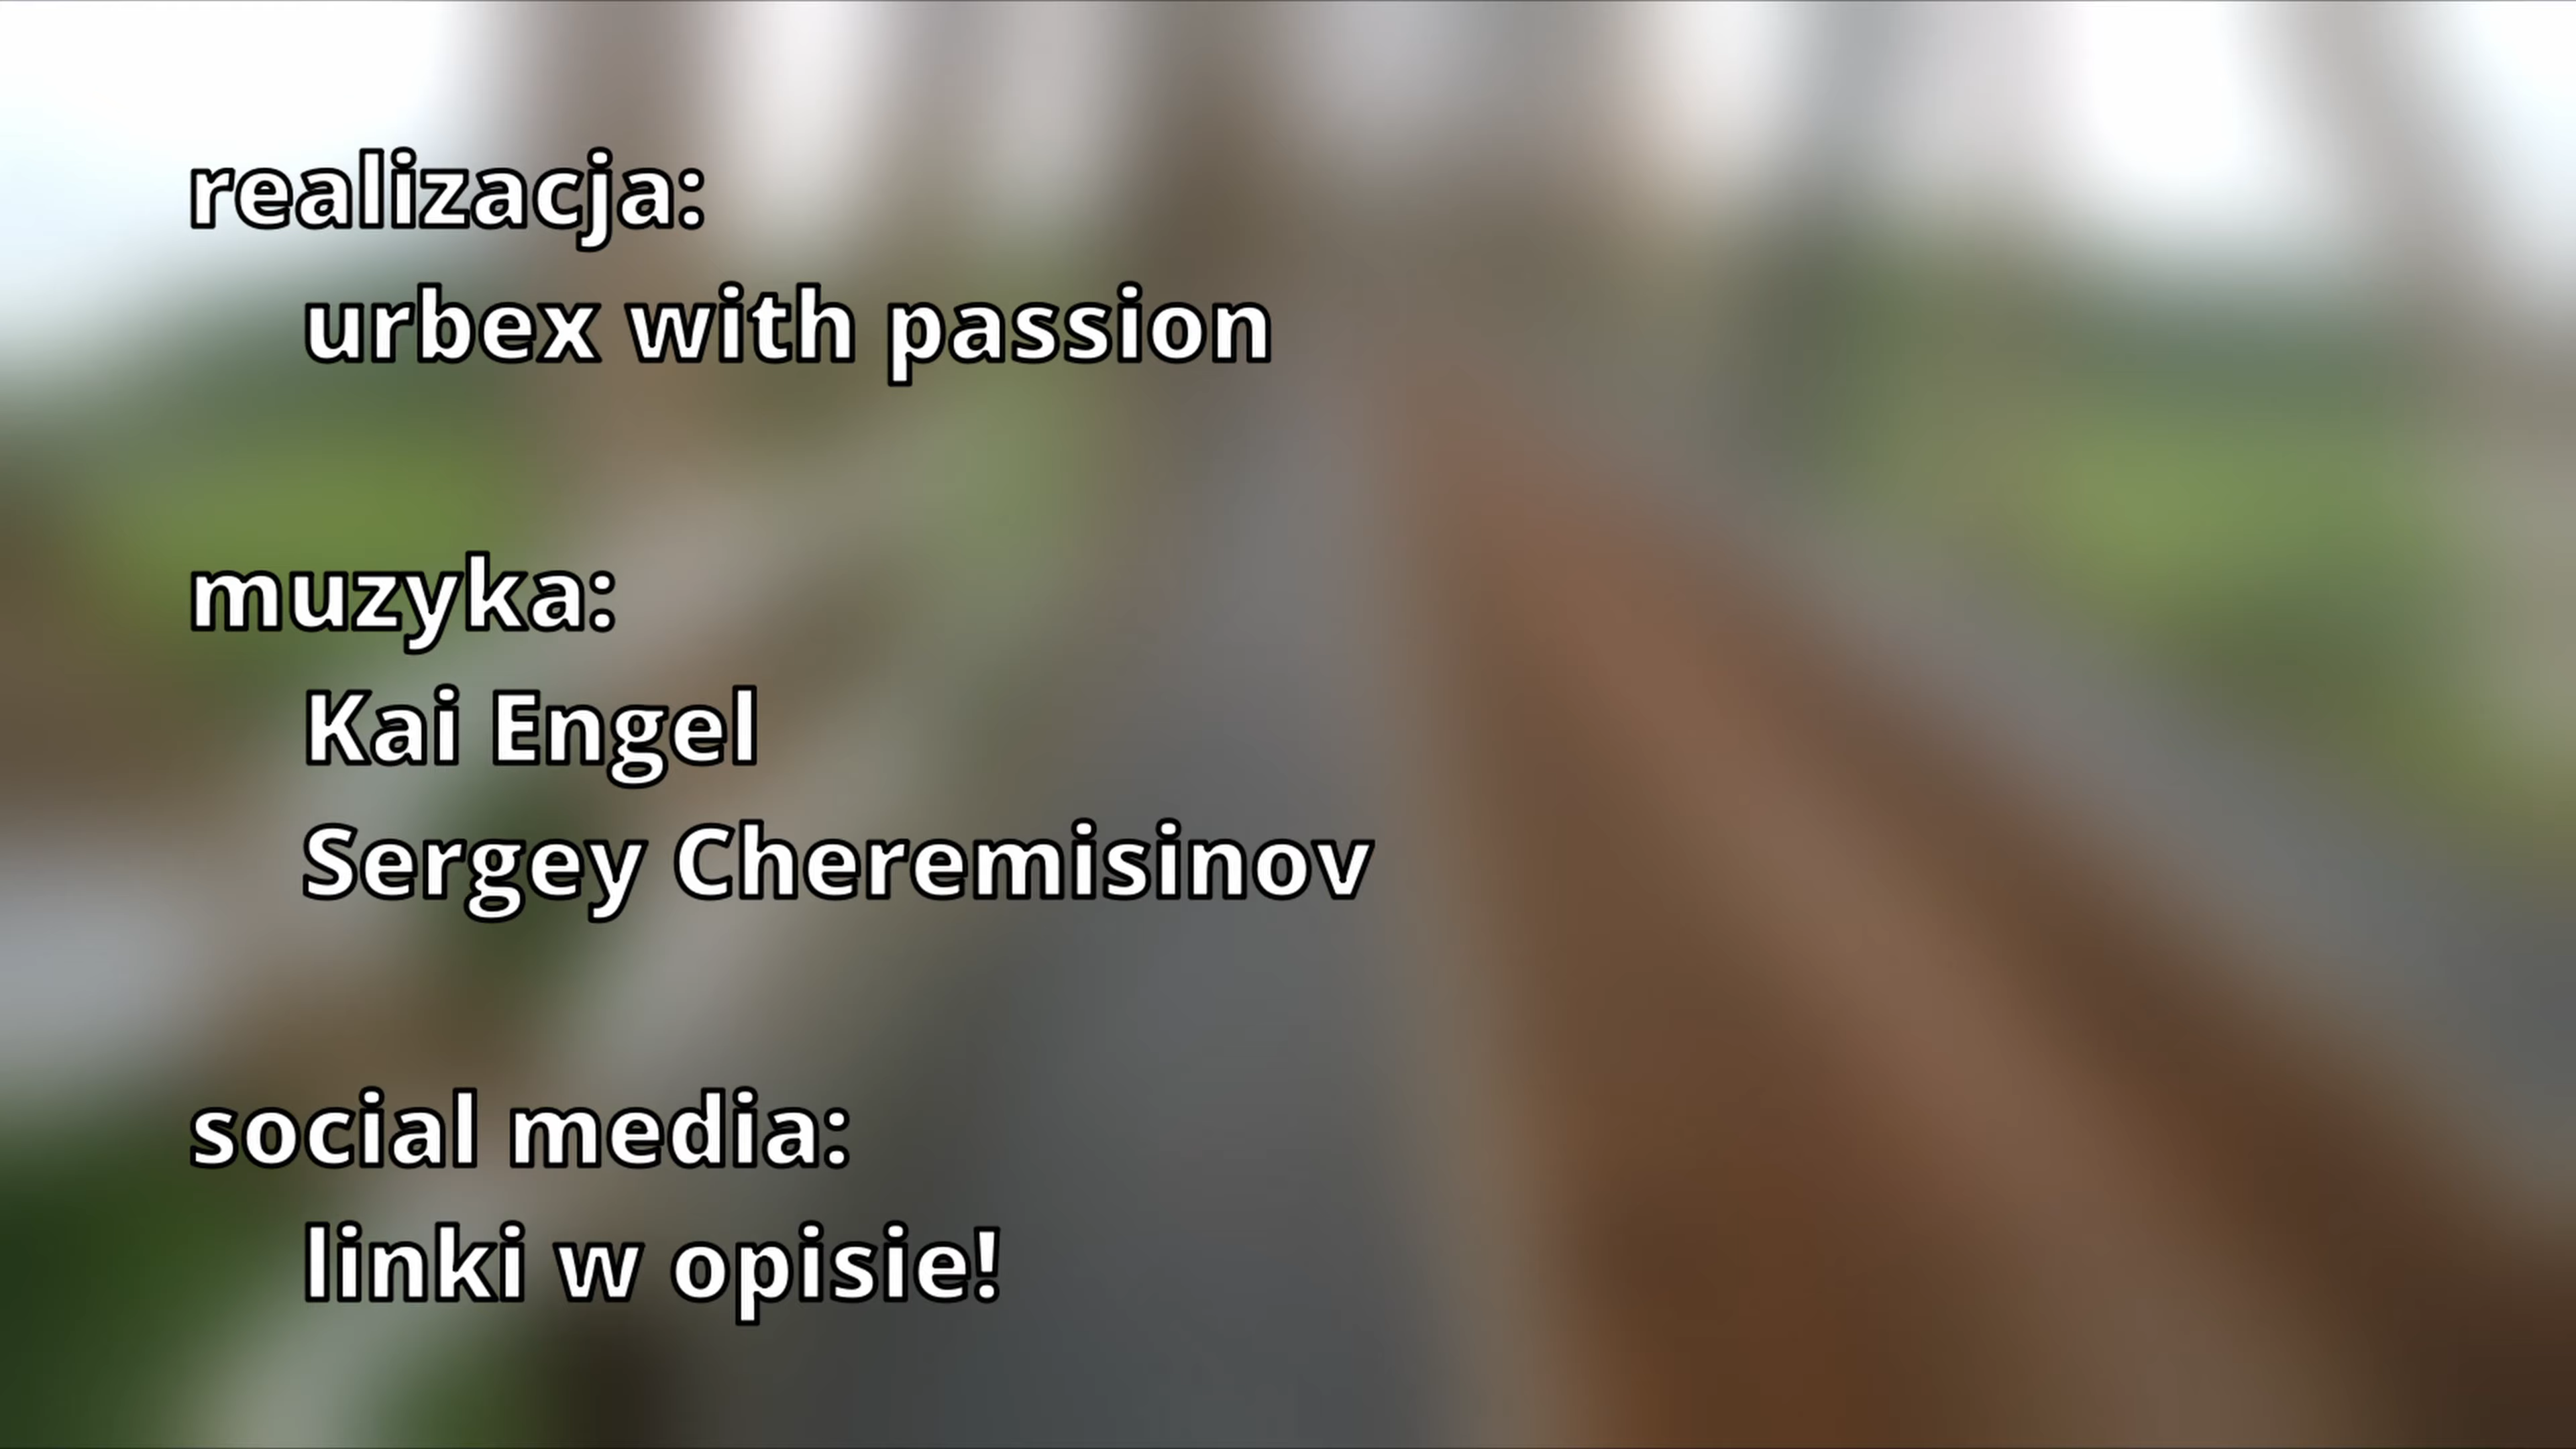 realizacja:
urbex with passion
muzyka:
Kai Engel
Sergey Cheremisinov
social media:
linki w opisie!